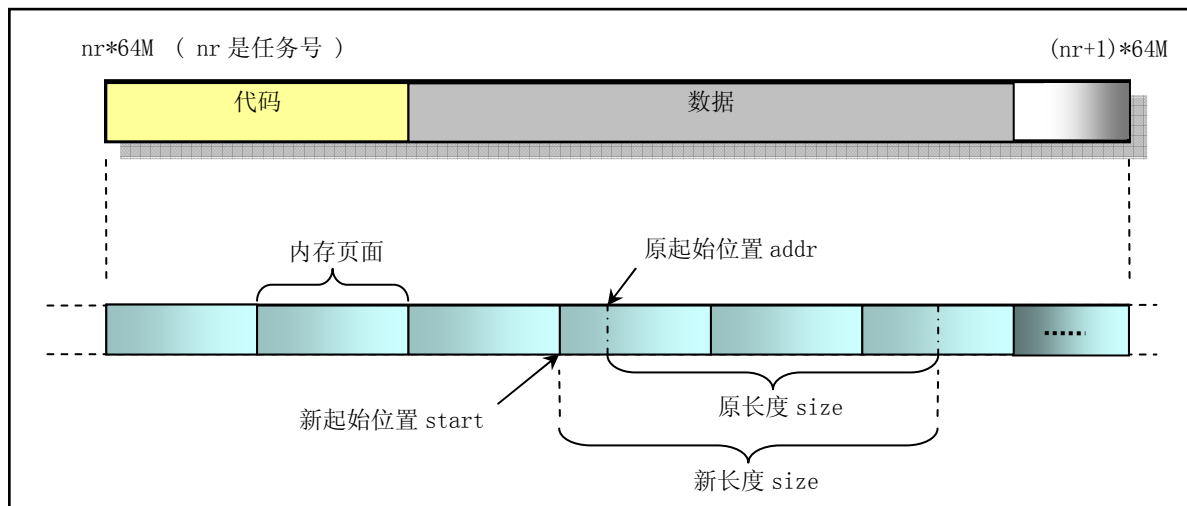 nr*64M （ nr 是任务号 ）
(nr+1)*64M
代码
数据
内存页面
原起始位置 addr
......
新起始位置 start
原长度 size
新长度 size